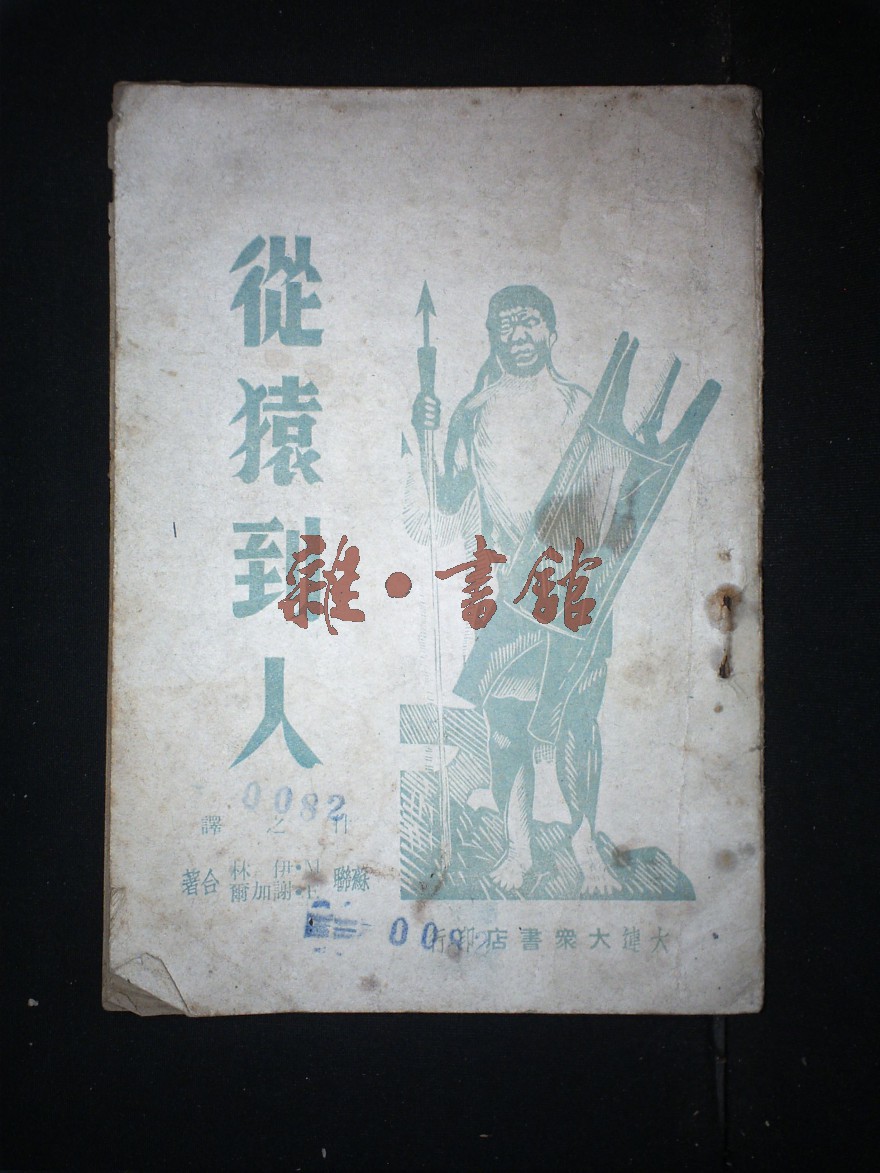 從猿到人
雜·書館
0082
什之譯
蘇聯 M·伊林
E·謝加爾 合著
大連大衆書店印行